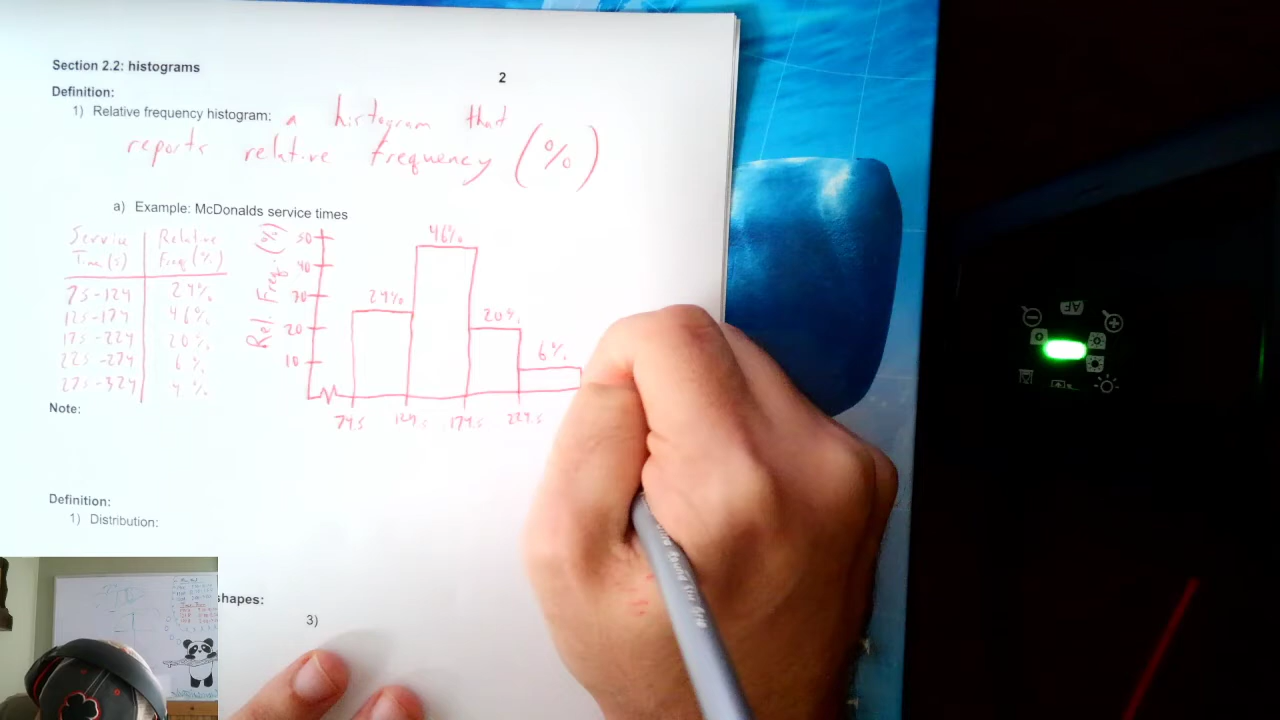 Section 2.2: histograms
2
Definition:
1) Relative frequency histogram: a histogram that
reports relative frequency (%)
a) Example: McDonalds service times
Service Time (s) Relative Freq (%)
75-124 24%
125-174 46%
175-224 20%
225-274 6%
275-324 4%
Rel. Freq. (%)
50
40
30
20
10
24%
46%
20%
6%
74.5 124.5 174.5 224.5
Note:
Definition:
1) Distribution:
shapes:
3)
AF